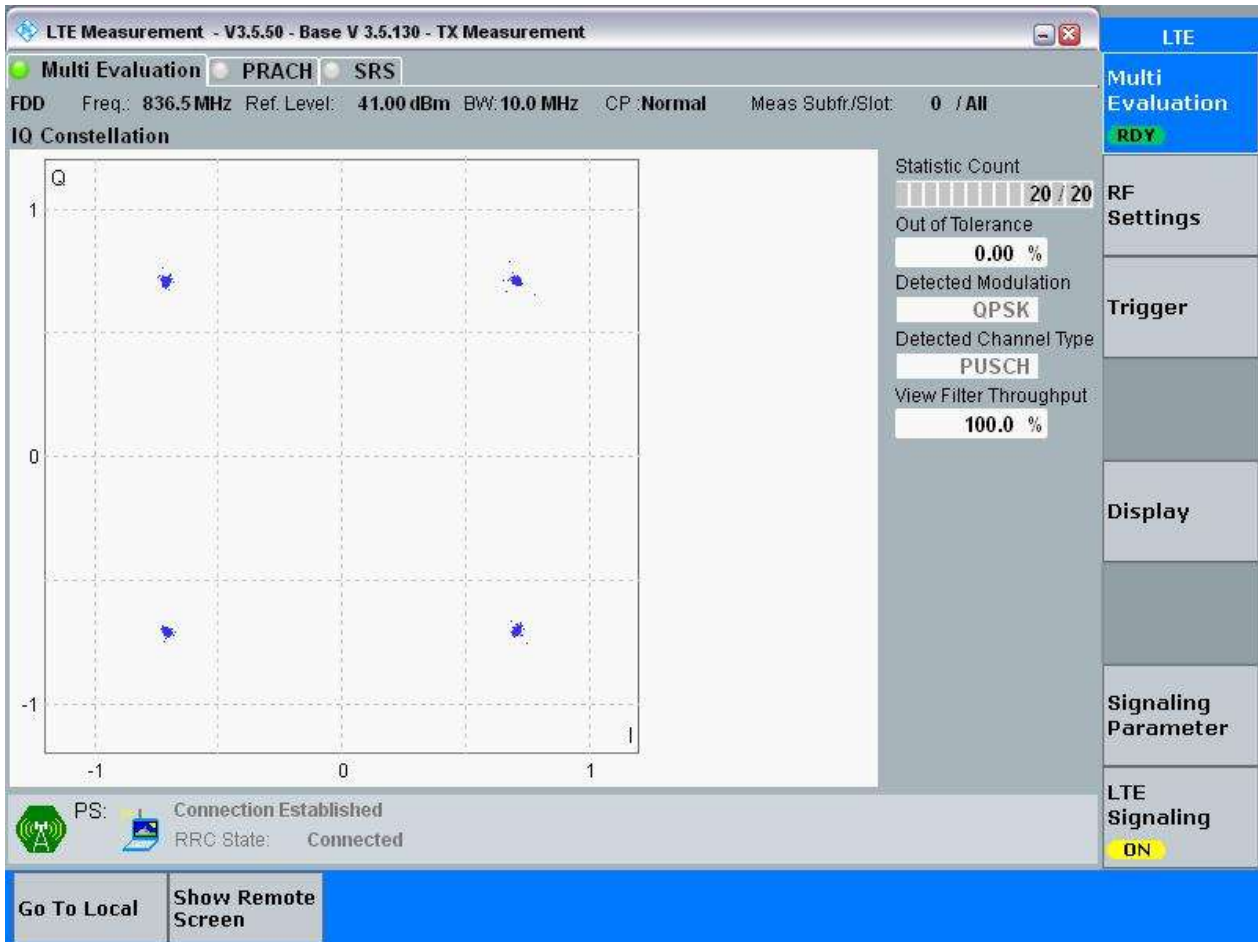 LTE Measurement - V3.5.50 - Base V 3.5.130 - TX Measurement
LTE
Multi Evaluation PRACH SRS
FDD Freq.: 836.5 MHz Ref. Level: 41.00 dBm BW: 10.0 MHz CP : Normal Meas Subfr./Slot: 0 / All
IQ Constellation
Q
1
0
-1
I
-1 0 1
Statistic Count
20 / 20
Out of Tolerance
0.00 %
Detected Modulation
QPSK
Detected Channel Type
PUSCH
View Filter Throughput
100.0 %
Multi
Evaluation
RDY
RF
Settings
Trigger
Display
Signaling
Parameter
LTE
Signaling
ON
PS: Connection Established
RRC State: Connected
Go To Local
Show Remote
Screen